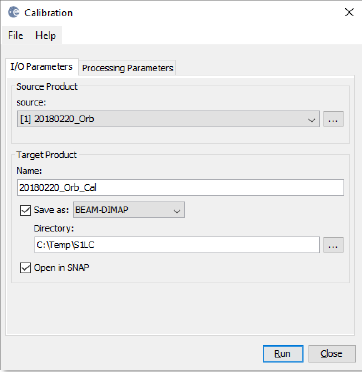 Calibration
File Help
I/O Parameters Processing Parameters
Source Product
source:
[1] 20180220_Orb ...
Target Product
Name:
20180220_Orb_Cal
Save as: BEAM-DIMAP
Directory:
C:\Temp\S1LC ...
Open in SNAP
Run Close